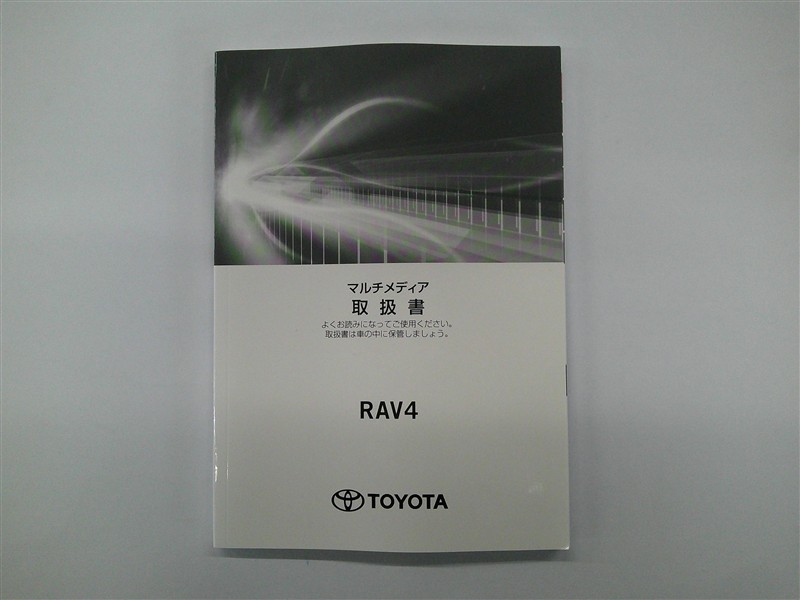 マルチメディア
取扱書
よくお読みになってご使用ください。
取扱書は車の中に保管しましょう。
RAV4
TOYOTA